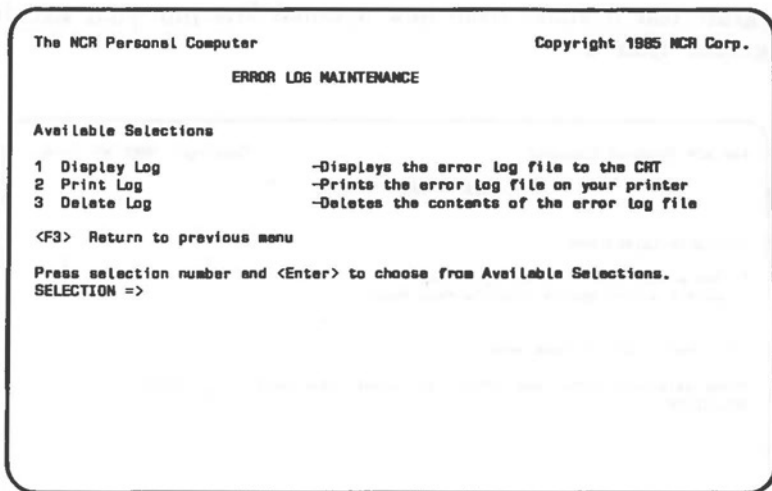 The NCR Personal Computer Copyright 1985 NCR Corp.
ERROR LOG MAINTENANCE
Available Selections
1 Display Log -Displays the error log file to the CRT
2 Print Log -Prints the error log file on your printer
3 Delete Log -Deletes the contents of the error log file
<F3> Return to previous menu
Press selection number and <Enter> to choose from Available Selections.
SELECTION =>